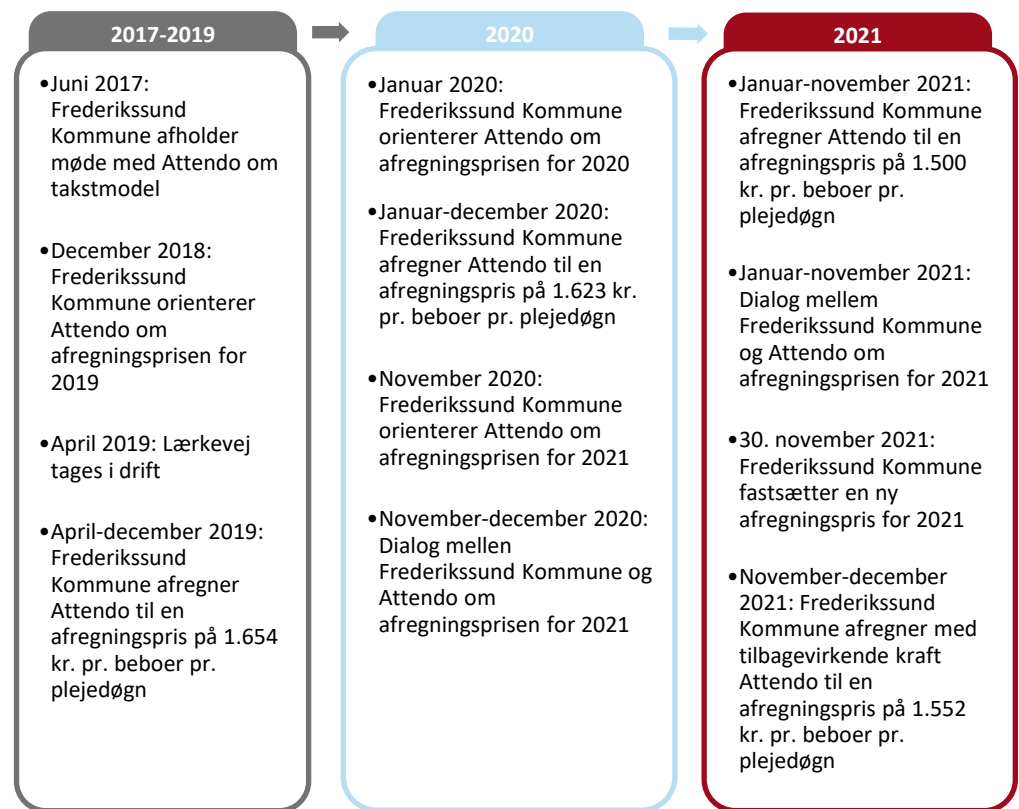 2017-2019
•Juni 2017:
Frederikssund
Kommune afholder
møde med Attendo om
takstmodel
•December 2018:
Frederikssund
Kommune orienterer
Attendo om
afregningsprisen for
2019
•April 2019: Lærkevej
tages i drift
•April-december 2019:
Frederikssund
Kommune afregner
Attendo til en
afregningspris på 1.654
kr. pr. beboer pr.
plejedøgn
2020
•Januar 2020:
Frederikssund Kommune
orienterer Attendo om
afregningsprisen for 2020
•Januar-december 2020:
Frederikssund Kommune
afregner Attendo til en
afregningspris på 1.623 kr.
pr. beboer pr. plejedøgn
•November 2020:
Frederikssund Kommune
orienterer Attendo om
afregningsprisen for 2021
•November-december 2020:
Dialog mellen
Frederikssund Kommune og
Attendo om
afregningsprisen for 2021
2021
•Januar-november 2021:
Frederikssund Kommune
afregner Attendo til en
afregningspris på 1.500
kr. pr. beboer pr.
plejedøgn
•Januar-november 2021:
Dialog mellem
Frederikssund Kommune
og Attendo om
afregningsprisen for 2021
•30. november 2021:
Frederikssund Kommune
fastsætter en ny
afregningspris for 2021
•November-december
2021: Frederikssund
Kommune afregner med
tilbagevirkende kraft
Attendo til en
afregningspris på 1.552
kr. pr. beboer pr.
plejedøgn